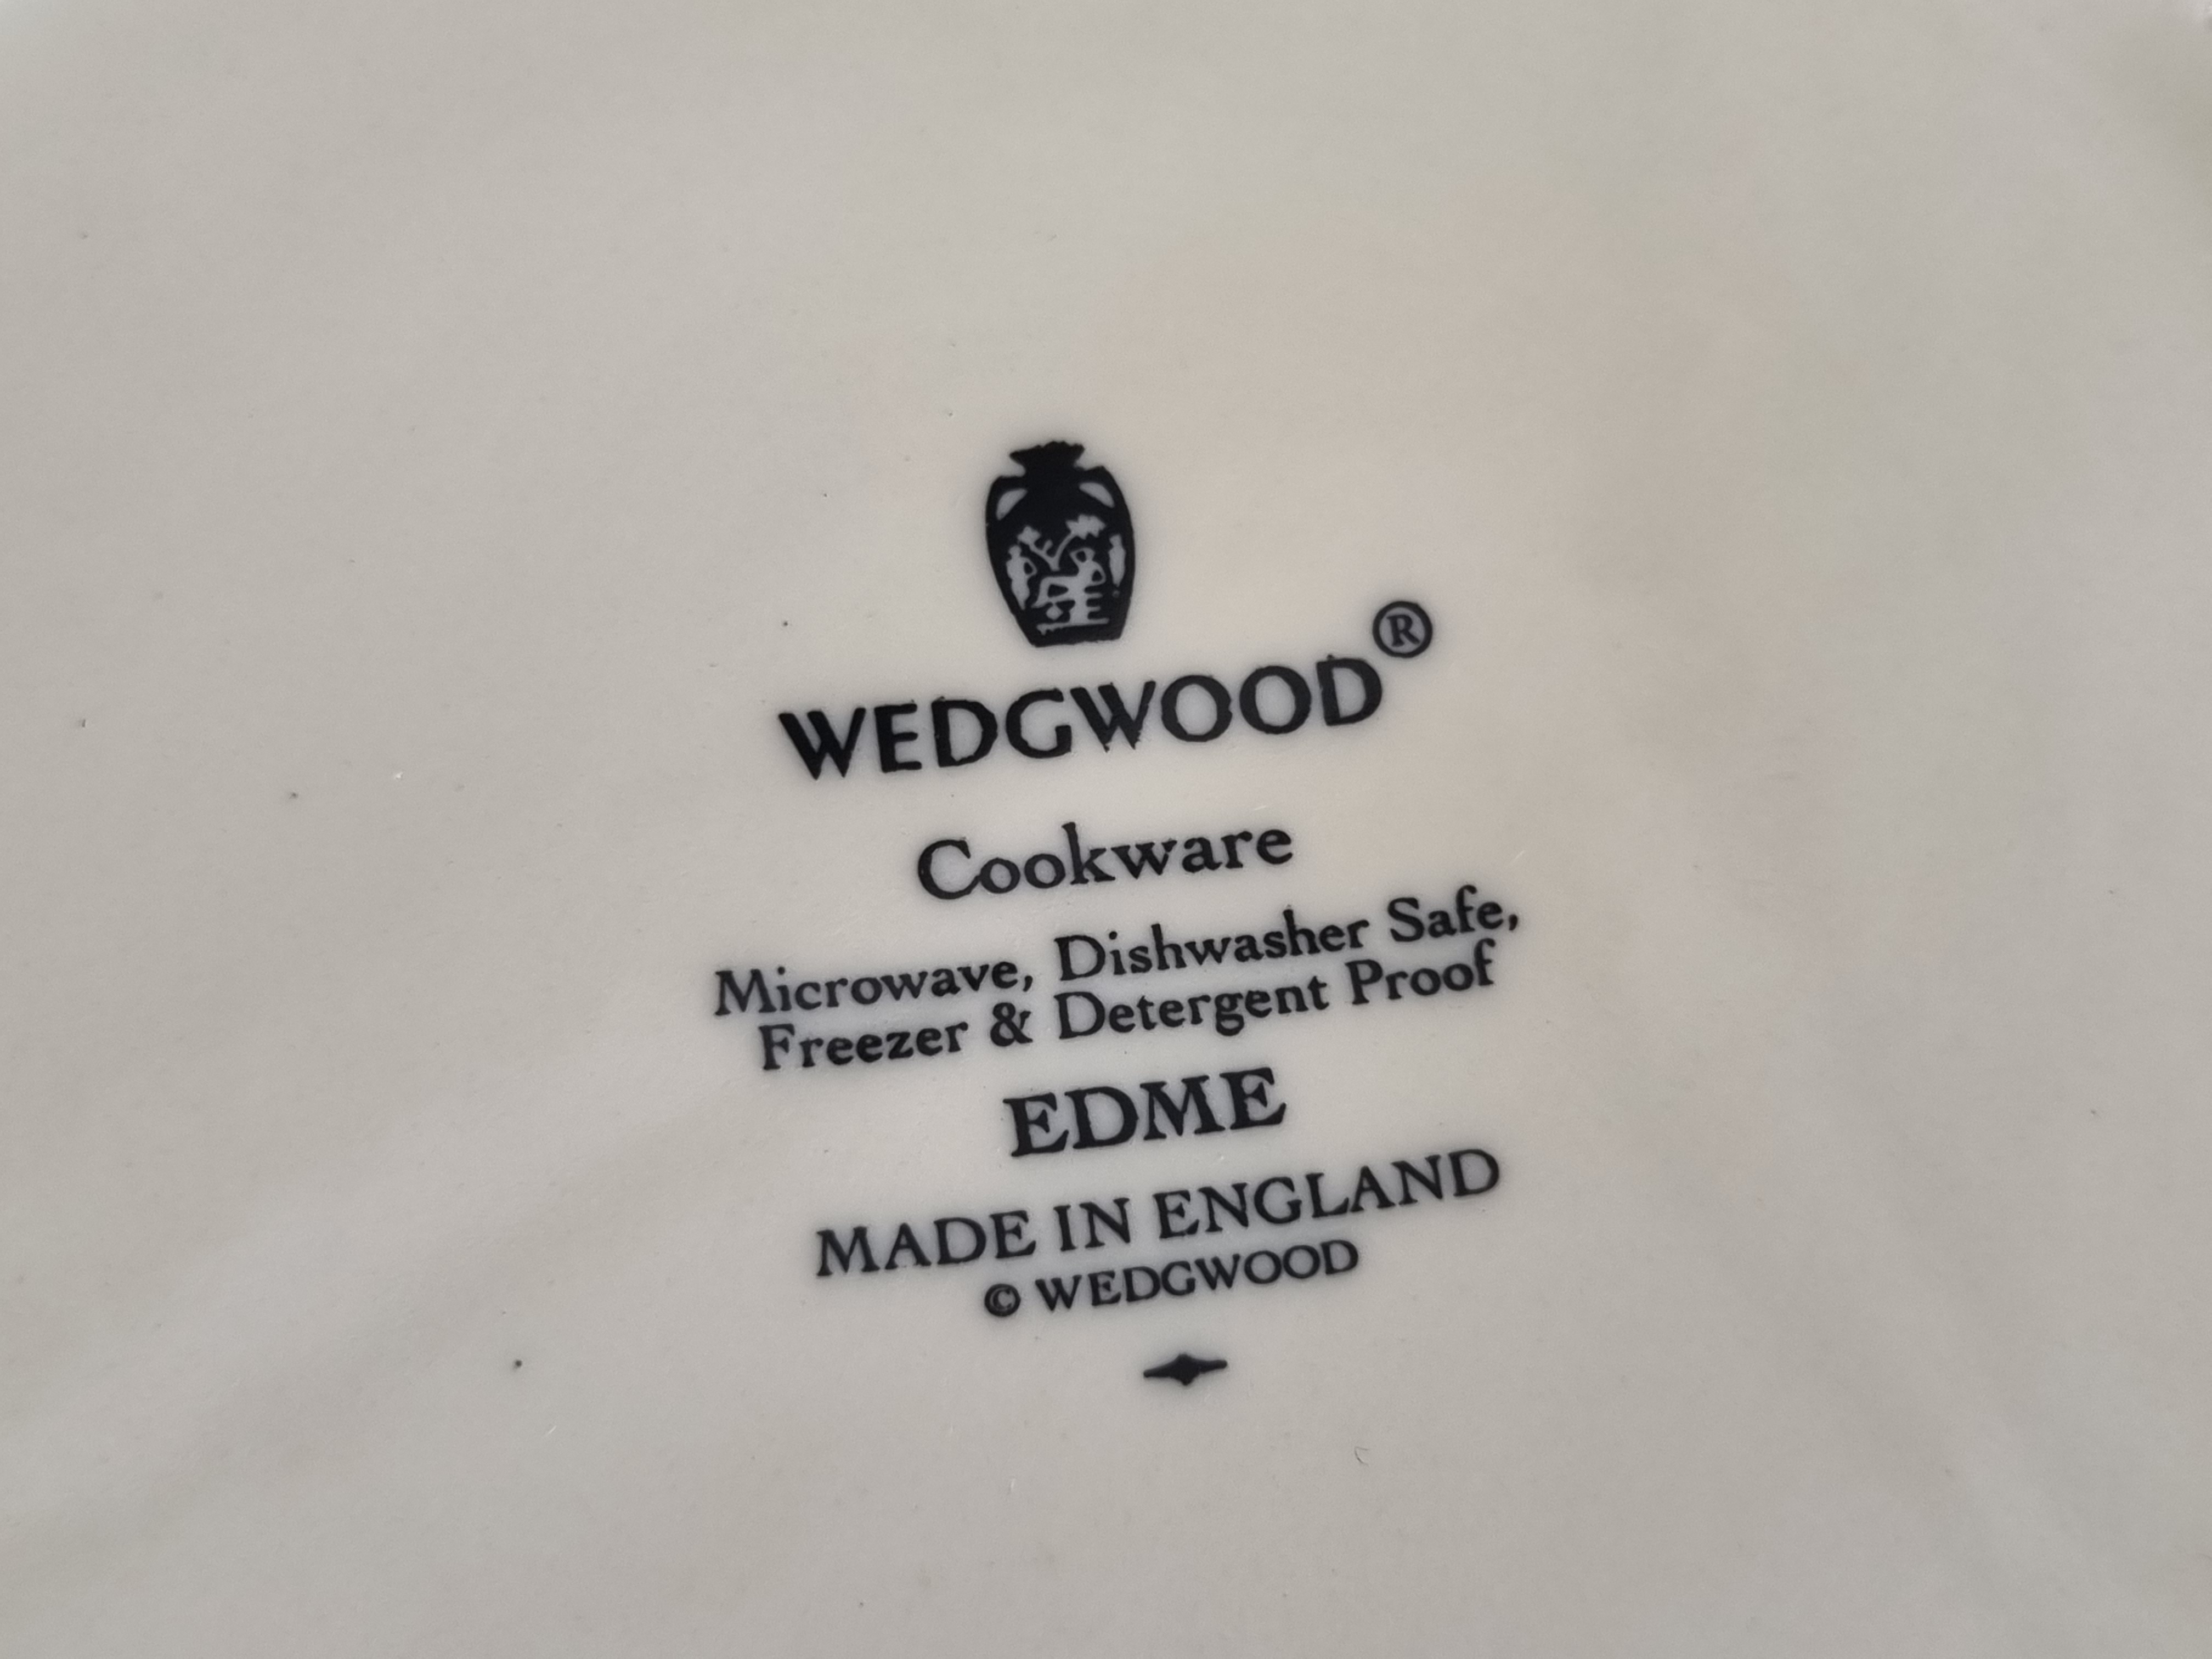 WEDGWOOD®
Cookware
Microwave, Dishwasher Safe,
Freezer & Detergent Proof
EDME
MADE IN ENGLAND
© WEDGWOOD